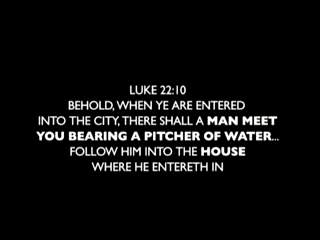 LUKE 22:10
BEHOLD, WHEN YE ARE ENTERED
INTO THE CITY, THERE SHALL A MAN MEET
YOU BEARING A PITCHER OF WATER...
FOLLOW HIM INTO THE HOUSE
WHERE HE ENTERETH IN